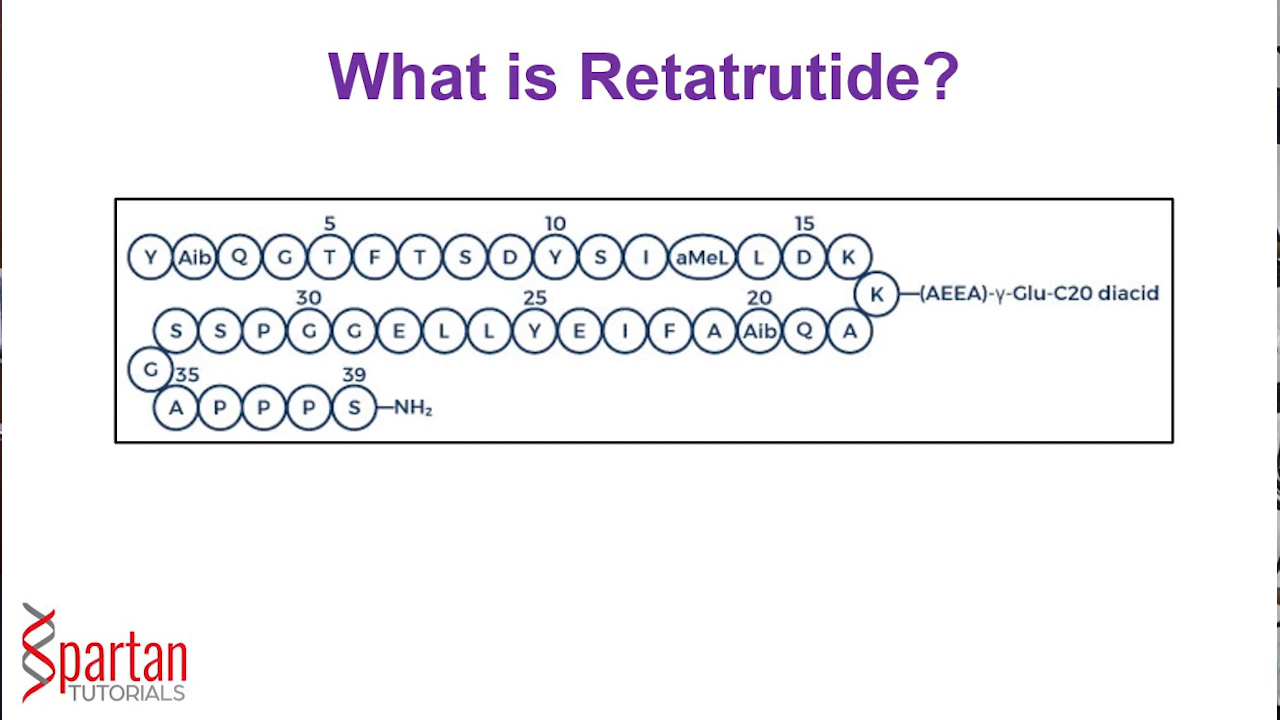 What is Retatrutide?
5 10 15
Y Aib Q G T F T S D Y S I aMeL L D K
K -(AEEA)-γ-Glu-C20 diacid
30 25 20
S S P G G E L L Y E I F A Aib Q A
G 35 39
A P P P S -NH₂
Spartan
TUTORIALS